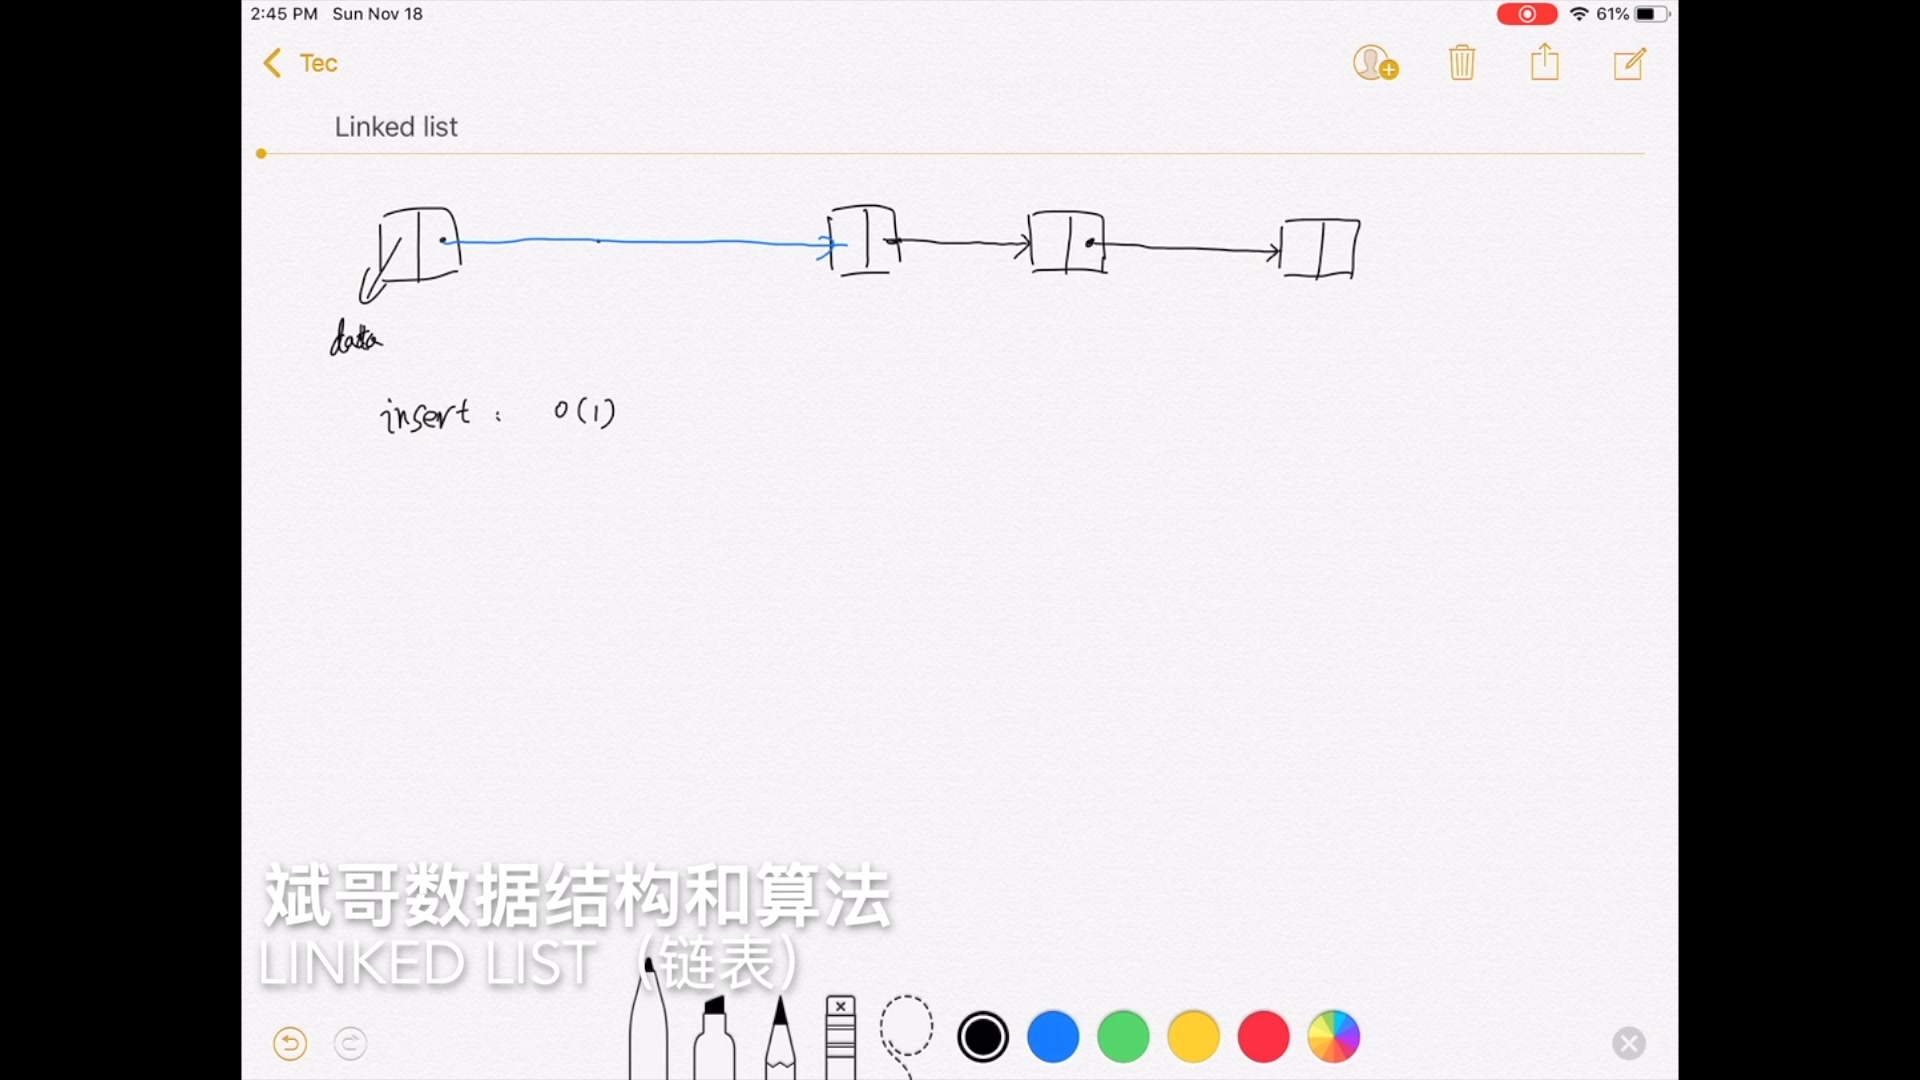 2:45 PM Sun Nov 18
61%
Tec
Linked list
data
insert : O(1)
斌哥数据结构和算法
LINKED LIST（链表）